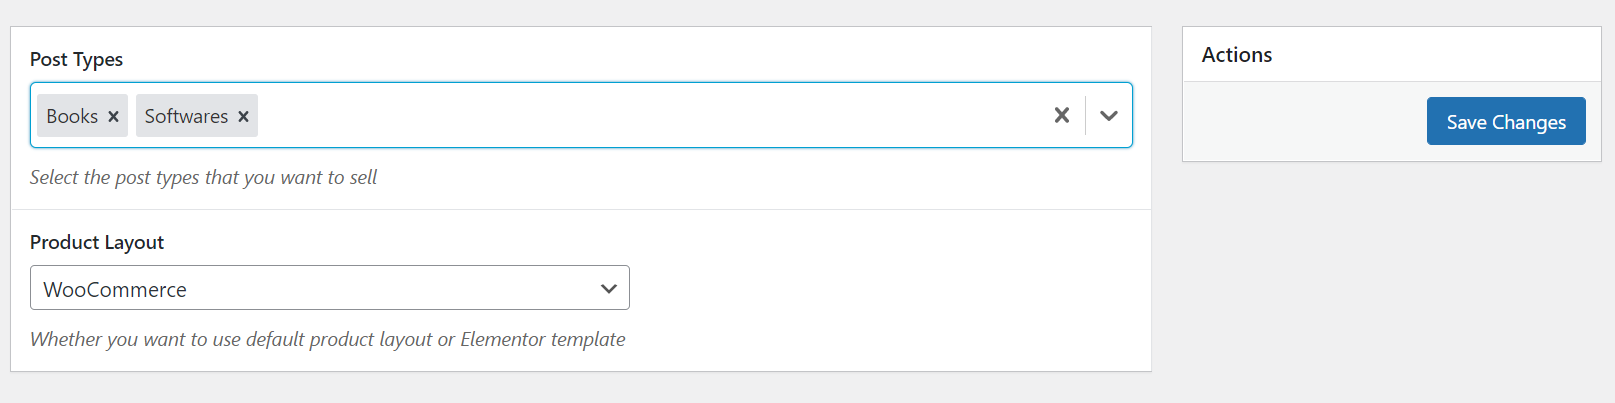 Post Types
Books Softwares
Select the post types that you want to sell
Product Layout
WooCommerce
Whether you want to use default product layout or Elementor template
Actions
Save Changes